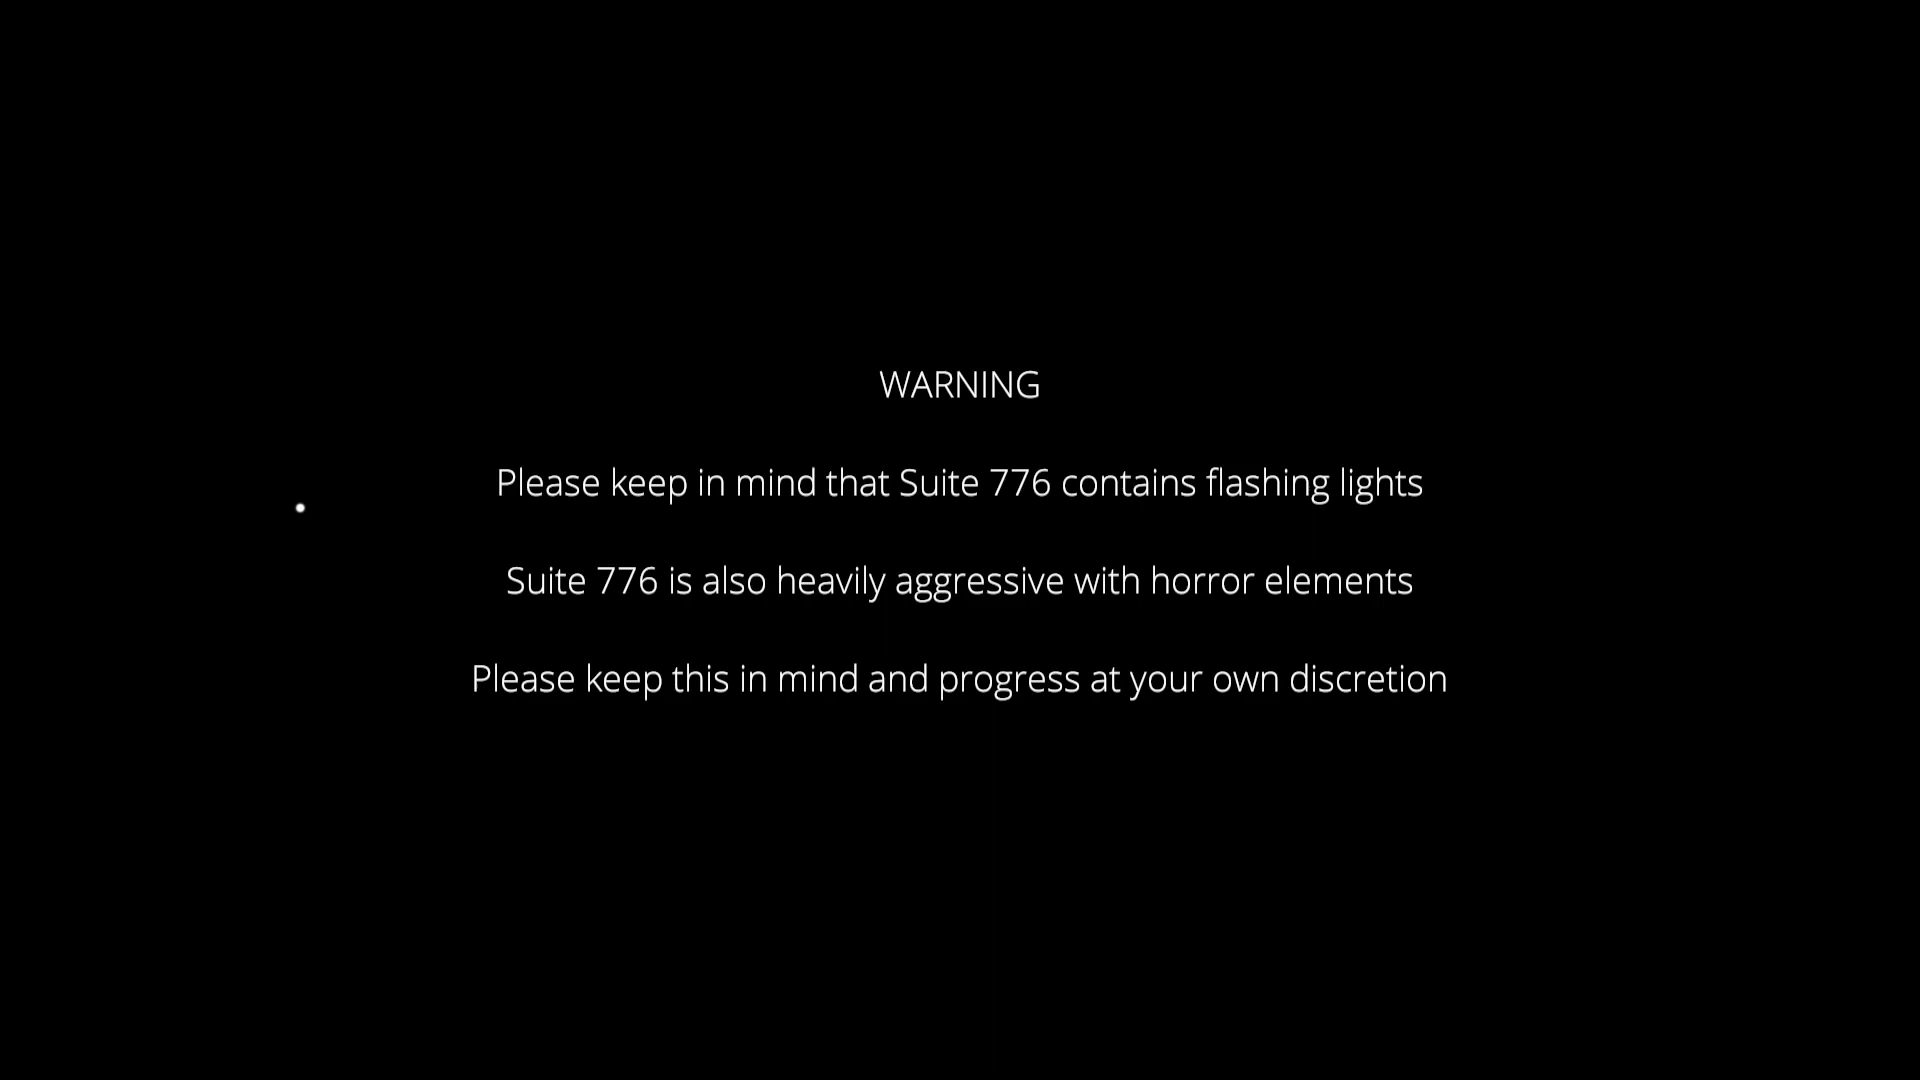 WARNING
Please keep in mind that Suite 776 contains flashing lights
Suite 776 is also heavily aggressive with horror elements
Please keep this in mind and progress at your own discretion